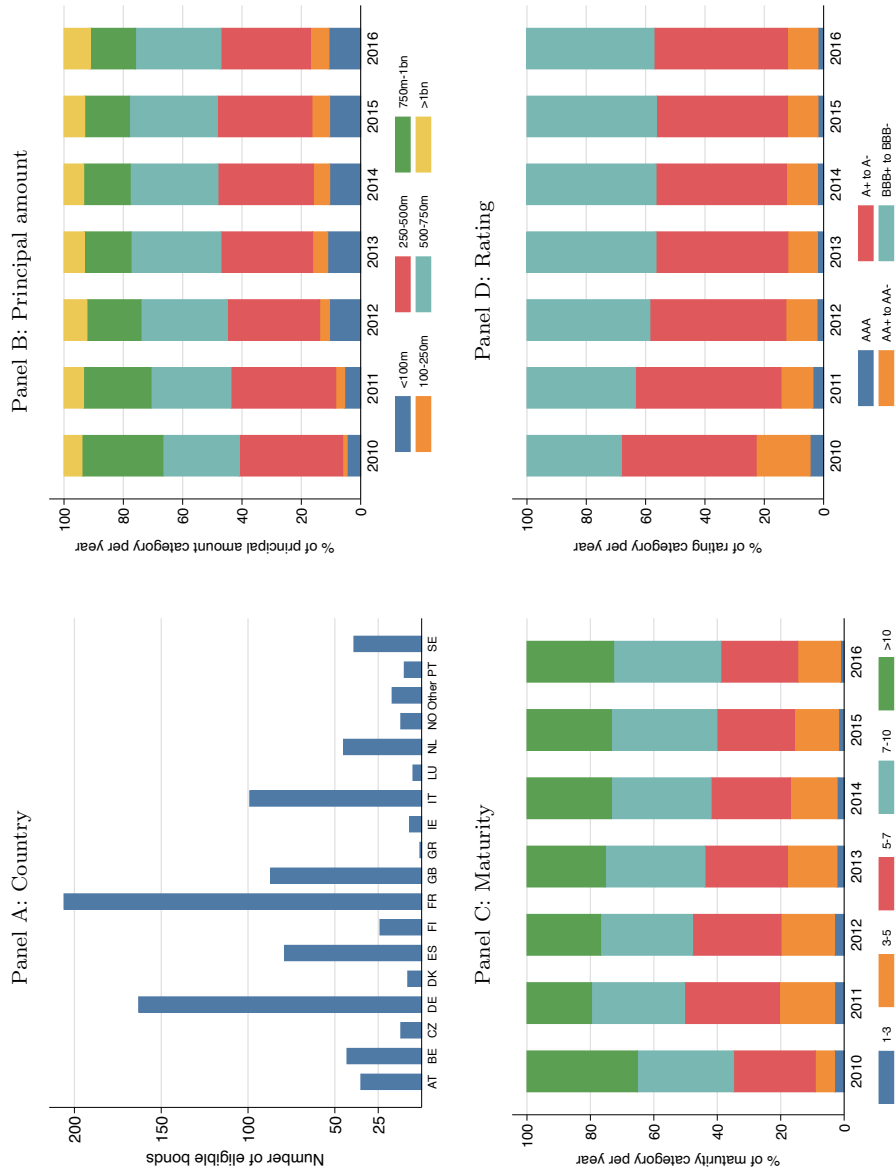 Panel A: Country
Number of eligible bonds
200
150
100
50
25
AT BE CZ DE DK ES FI FR GB GR IE IT LU NL NO Other PT SE
Panel B: Principal amount
% of principal amount category per year
100
80
60
40
20
0
2010 2011 2012 2013 2014 2015 2016
<100m 250-500m 750m-1bn
100-250m 500-750m >1bn
Panel C: Maturity
% of maturity category per year
100
80
60
40
20
0
2010 2011 2012 2013 2014 2015 2016
1-3 3-5 5-7 7-10 >10
Panel D: Rating
% of rating category per year
100
80
60
40
20
0
2010 2011 2012 2013 2014 2015 2016
AAA A+ to A-
AA+ to AA- BBB+ to BBB-